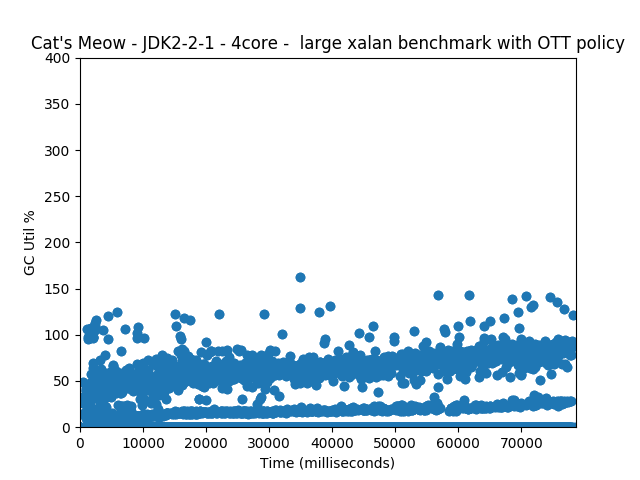 Cat's Meow - JDK2-2-1 - 4core -  large xalan benchmark with OTT policy
400
350
300
250
200
150
100
50
0
GC Util %
0 10000 20000 30000 40000 50000 60000 70000
Time (milliseconds)